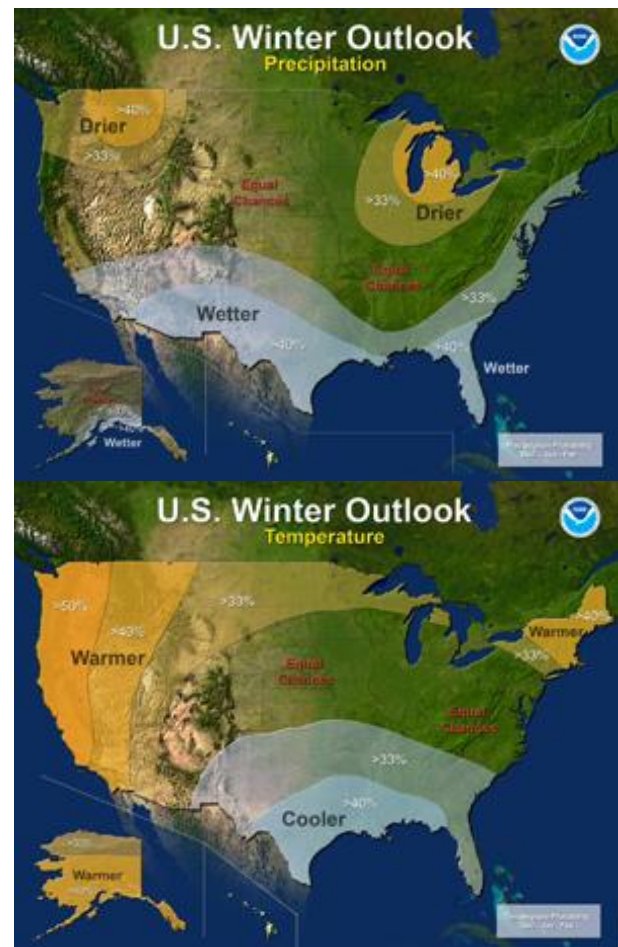 U.S. Winter Outlook
Precipitation
>40%
Drier
>33%
Equal
Chances
>40%
>33%
Drier
Equal
Chances
>33%
Wetter
>40%
>40%
Wetter
Wetter
U.S. Winter Outlook
Temperature
>50%
>33%
>40%
>40%
Warmer
Warmer
>33%
Equal
Chances
Equal
Chances
>33%
>40%
Cooler
Warmer